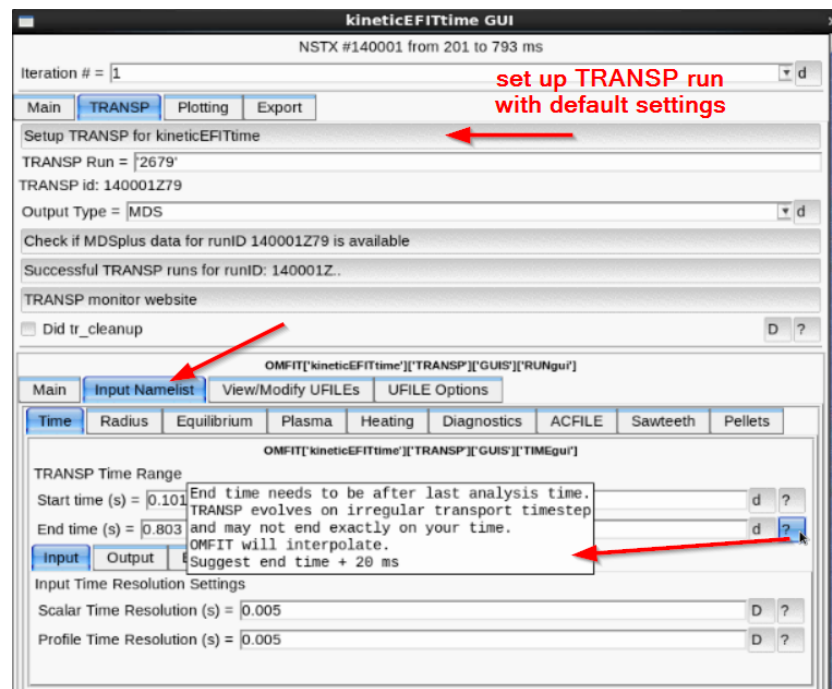 kineticEFITtime GUI
NSTX #140001 from 201 to 793 ms
Iteration # = 1 d
set up TRANSP run
with default settings
Main TRANSP Plotting Export
Setup TRANSP for kineticEFITtime
TRANSP Run = '2679'
TRANSP id: 140001Z79
Output Type = MDS d
Check if MDSplus data for runID 140001Z79 is available
Successful TRANSP runs for runID: 140001Z..
TRANSP monitor website
Did tr_cleanup D ?
OMFIT['kineticEFITtime']['TRANSP']['GUIS']['RUNgui']
Main Input Namelist View/Modify UFILEs UFILE Options
Time Radius Equilibrium Plasma Heating Diagnostics ACFILE Sawteeth Pellets
OMFIT['kineticEFITtime']['TRANSP']['GUIS']['TIMEgui']
TRANSP Time Range
Start time (s) = 0.101 d ?
End time (s) = 0.803 d ?
End time needs to be after last analysis time.
TRANSP evolves on irregular transport timestep
and may not end exactly on your time.
OMFIT will interpolate.
Suggest end time + 20 ms
Input Output
Input Time Resolution Settings
Scalar Time Resolution (s) = 0.005 D ?
Profile Time Resolution (s) = 0.005 D ?